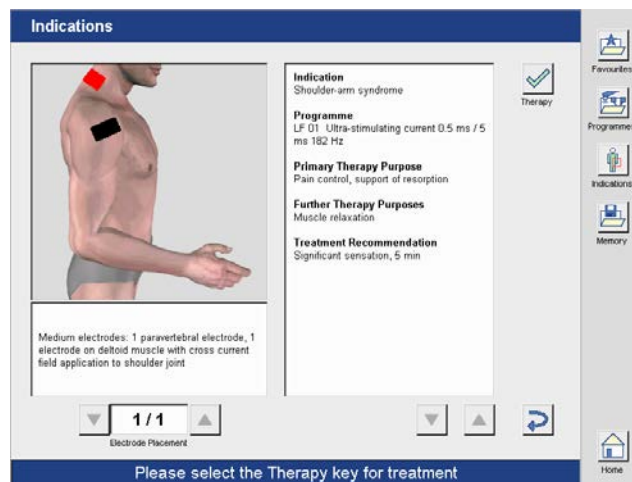 Indications
Indication
Shoulder-arm syndrome
Programme
LF 01 Ultra-stimulating current 0.5 ms / 5
ms 182 Hz
Primary Therapy Purpose
Pain control, support of resorption
Further Therapy Purposes
Muscle relaxation
Treatment Recommendation
Significant sensation, 5 min
Medium electrodes: 1 paravertebral electrode, 1
electrode on deltoid muscle with cross current
field application to shoulder joint
1 / 1
Electrode Placement
Therapy
Please select the Therapy key for treatment
Favourites
Programmes
Indications
Memory
Home